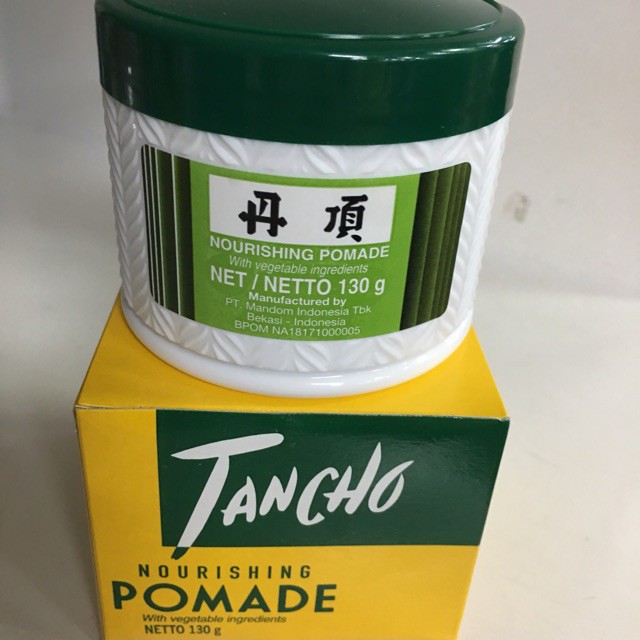 丹頂
NOURISHING POMADE
With vegetable ingredients
NET / NETTO 130 g
Manufactured by
PT. Mandom Indonesia Tbk
Bekasi - Indonesia
BPOM NA18171000005
TANCHO
NOURISHING
POMADE
With vegetable ingredients
NETTO 130 g